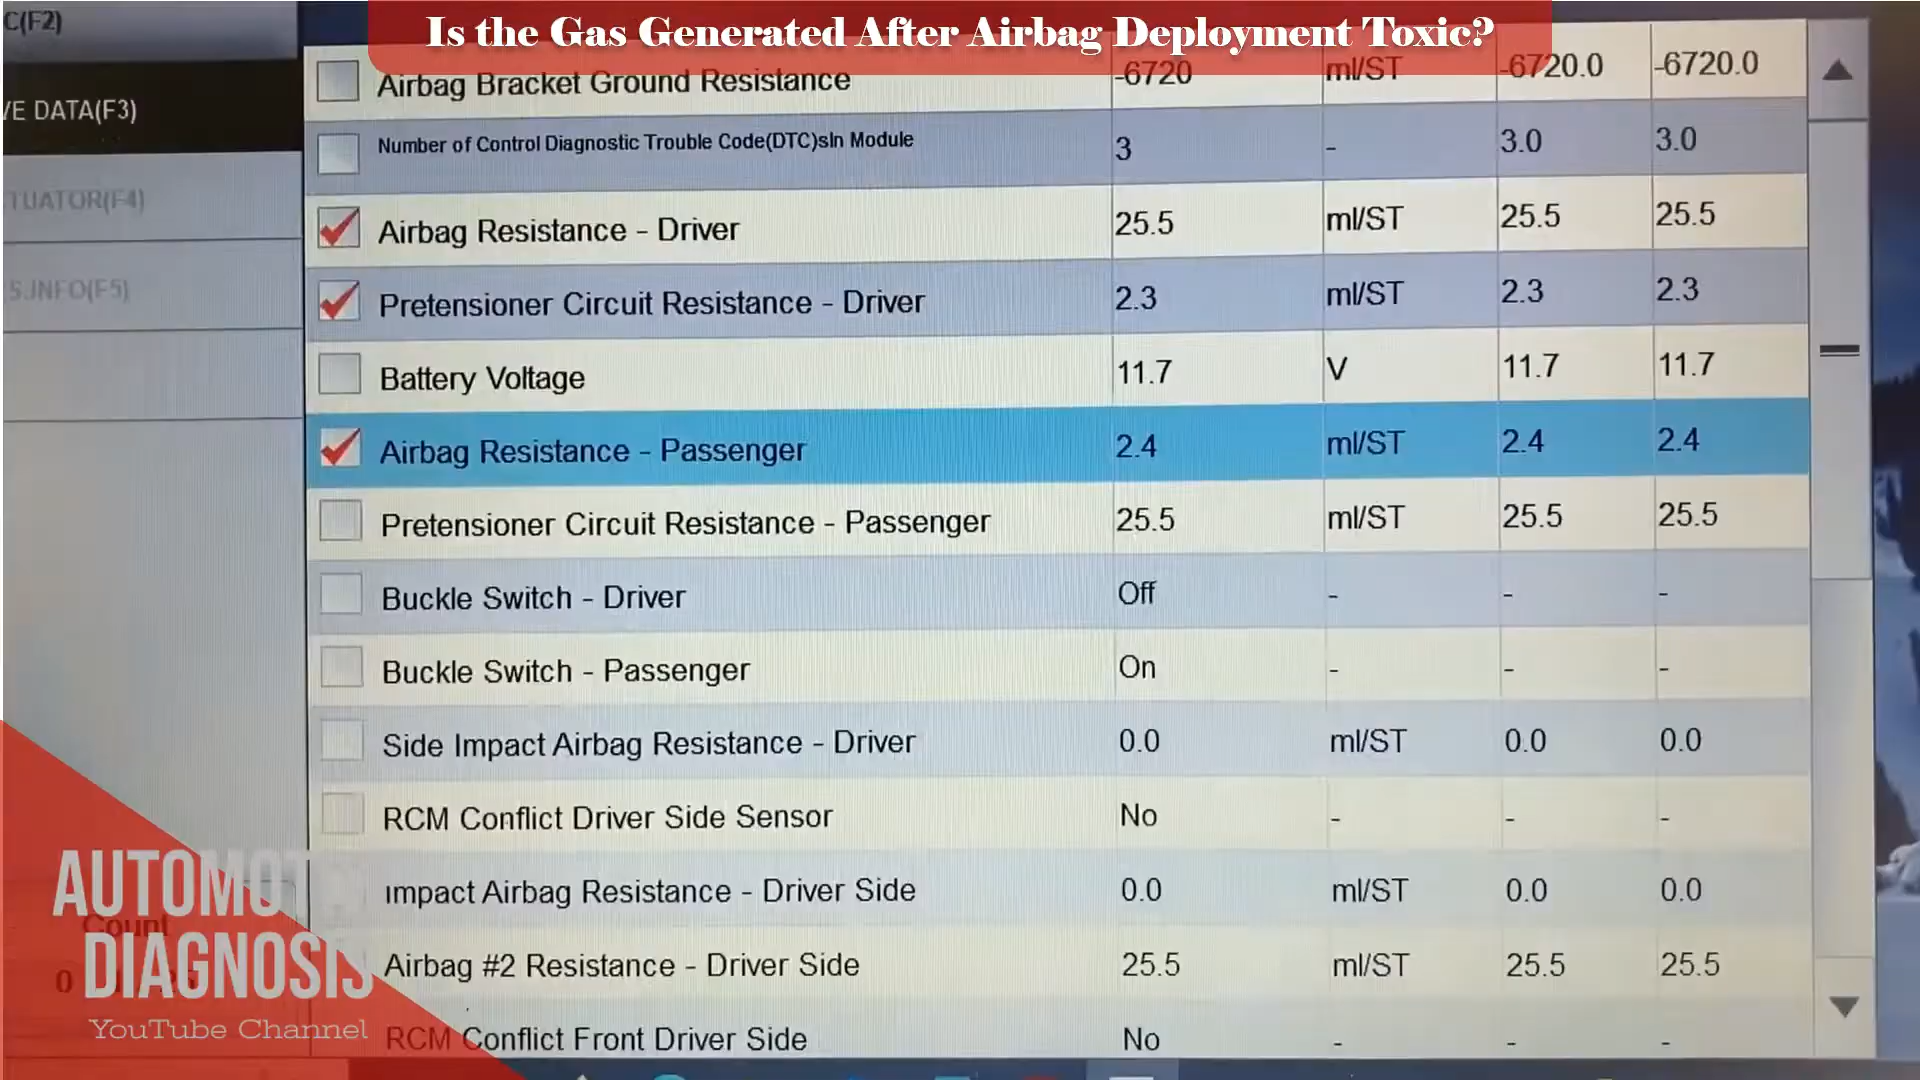 Is the Gas Generated After Airbag Deployment Toxic?
C(F2)
VE DATA(F3)
TUATOR(F4)
S.INFO(F5)
Airbag Bracket Ground Resistance -6720 ml/ST -6720.0 -6720.0
Number of Control Diagnostic Trouble Code(DTC)sIn Module 3 - 3.0 3.0
Airbag Resistance - Driver 25.5 ml/ST 25.5 25.5
Pretensioner Circuit Resistance - Driver 2.3 ml/ST 2.3 2.3
Battery Voltage 11.7 V 11.7 11.7
Airbag Resistance - Passenger 2.4 ml/ST 2.4 2.4
Pretensioner Circuit Resistance - Passenger 25.5 ml/ST 25.5 25.5
Buckle Switch - Driver Off - - -
Buckle Switch - Passenger On - - -
Side Impact Airbag Resistance - Driver 0.0 ml/ST 0.0 0.0
RCM Conflict Driver Side Sensor No - - -
Impact Airbag Resistance - Driver Side 0.0 ml/ST 0.0 0.0
Airbag #2 Resistance - Driver Side 25.5 ml/ST 25.5 25.5
RCM Conflict Front Driver Side No - - -
Count
0
AUTOMOTIVE
DIAGNOSIS
YouTube Channel